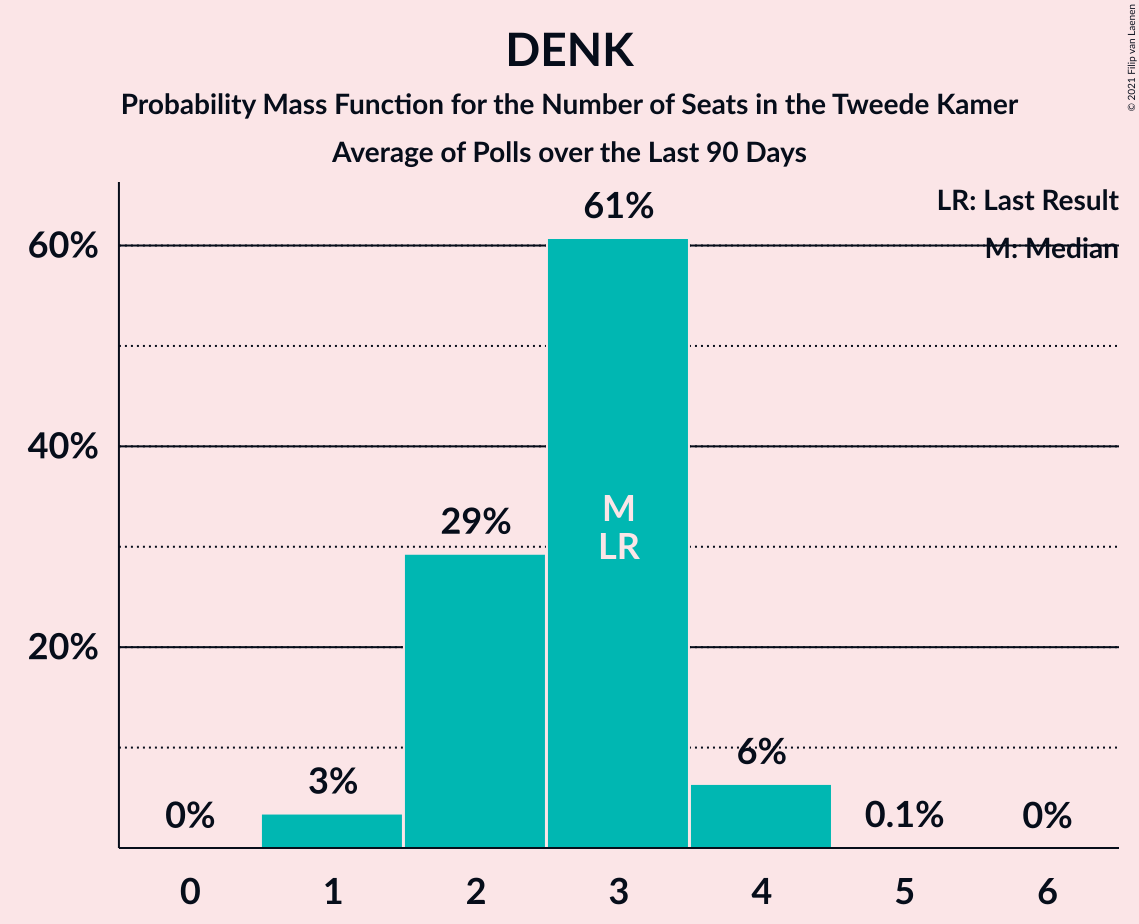 DENK
Probability Mass Function for the Number of Seats in the Tweede Kamer
Average of Polls over the Last 90 Days
© 2021 Filip van Laenen
LR: Last Result
M: Median
61%
60%
40%
M
LR
29%
20%
6%
3%
0%
0.1%
0%
0 1 2 3 4 5 6